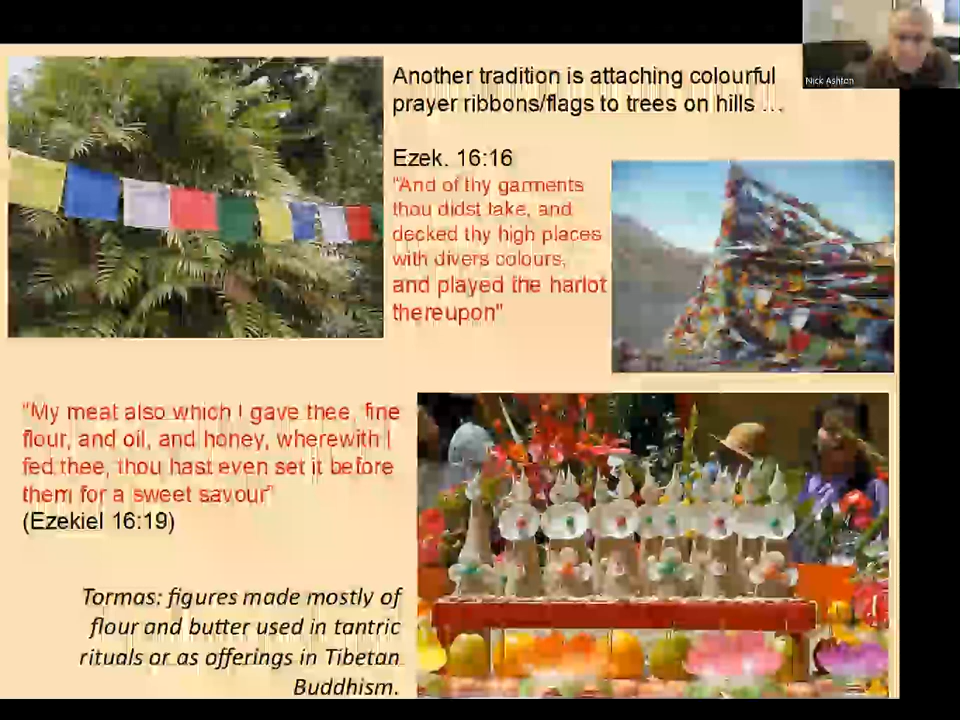 Nick Ashton
Another tradition is attaching colourful
prayer ribbons/flags to trees on hills ...
Ezek. 16:16
"And of thy garments
thou didst take, and
decked thy high places
with divers colours,
and played the harlot
thereupon"
"My meat also which I gave thee, fine
flour, and oil, and honey, wherewith I
fed thee, thou hast even set it before
them for a sweet savour"
(Ezekiel 16:19)
Tormas: figures made mostly of
flour and butter used in tantric
rituals or as offerings in Tibetan
Buddhism.